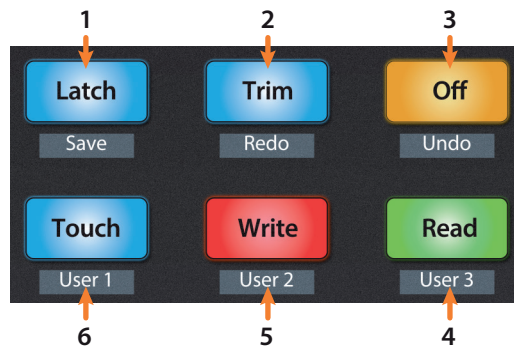 1 2 3
Latch Trim Off
Save Redo Undo
Touch Write Read
User 1 User 2 User 3
6 5 4